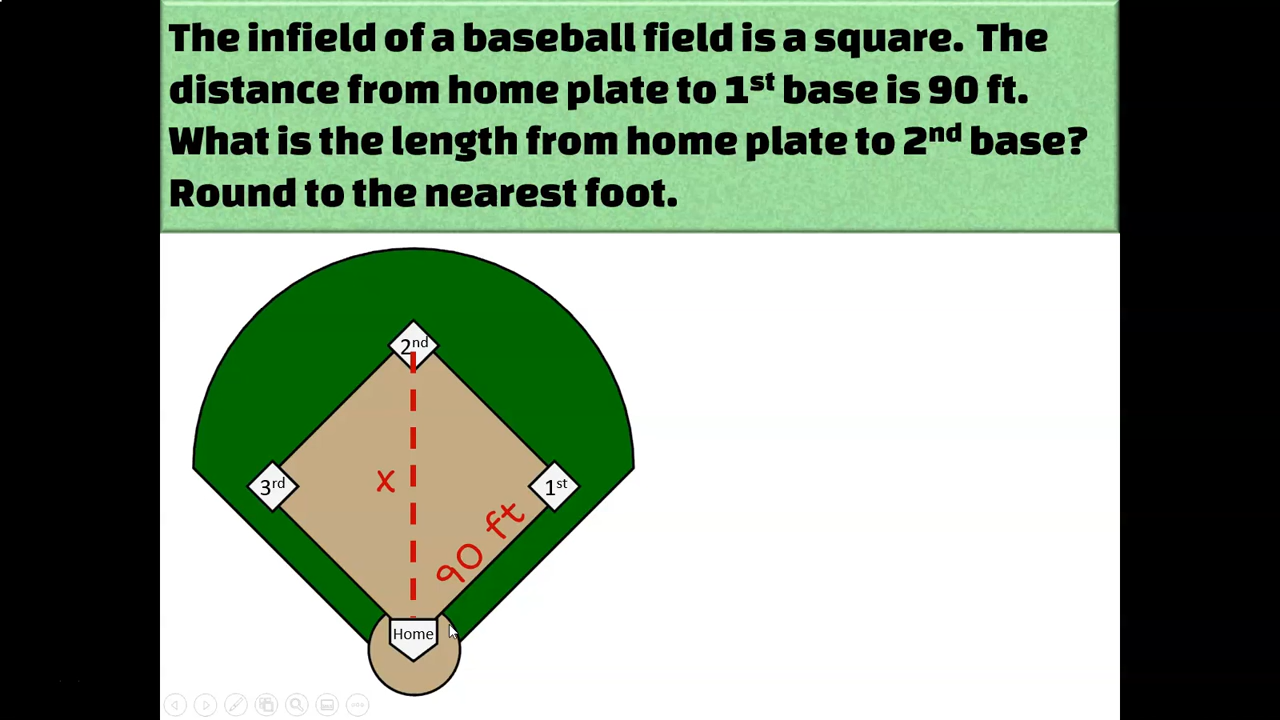 The infield of a baseball field is a square. The
distance from home plate to 1st base is 90 ft.
What is the length from home plate to 2nd base?
Round to the nearest foot.
2nd
x
3rd
1st
90 ft
Home